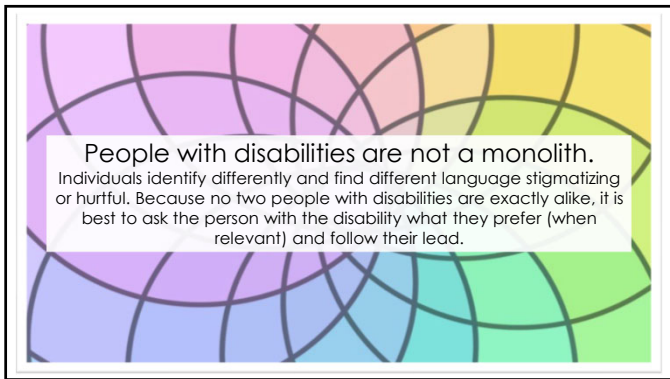 People with disabilities are not a monolith.
Individuals identify differently and find different language stigmatizing
or hurtful. Because no two people with disabilities are exactly alike, it is
best to ask the person with the disability what they prefer (when
relevant) and follow their lead.